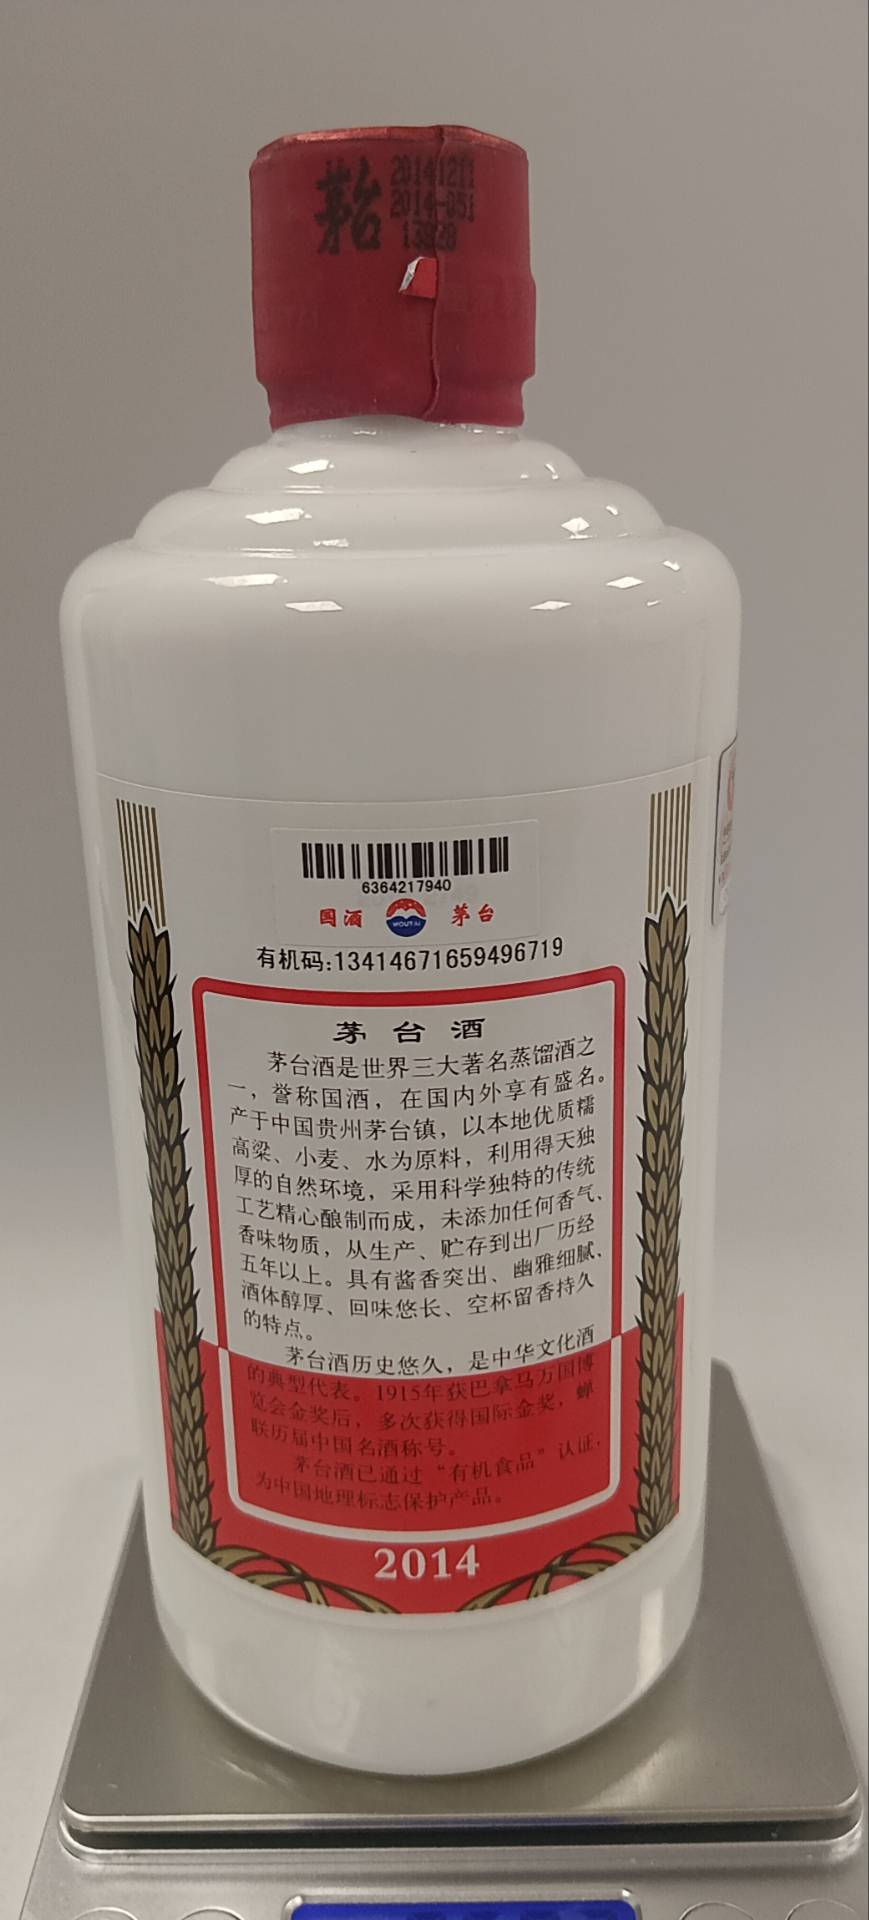 茅台
20141211
2014-051
13920
6364217940
国酒 MOUTAI 茅台
有机码:13414671659496719
茅台酒
茅台酒是世界三大著名蒸馏酒之
一，誉称国酒，在国内外享有盛名。
产于中国贵州茅台镇，以本地优质糯
高粱、小麦、水为原料，利用得天独
厚的自然环境，采用科学独特的传统
工艺精心酿制而成，未添加任何香气、
香味物质，从生产、贮存到出厂历经
五年以上。具有酱香突出、幽雅细腻、
酒体醇厚、回味悠长、空杯留香持久
的特点。
茅台酒历史悠久，是中华文化酒
的典型代表。1915年获巴拿马万国博
览会金奖后，多次获得国际金奖，蝉
联历届中国名酒称号。
茅台酒已通过“有机食品”认证，
为中国地理标志保护产品。
2014